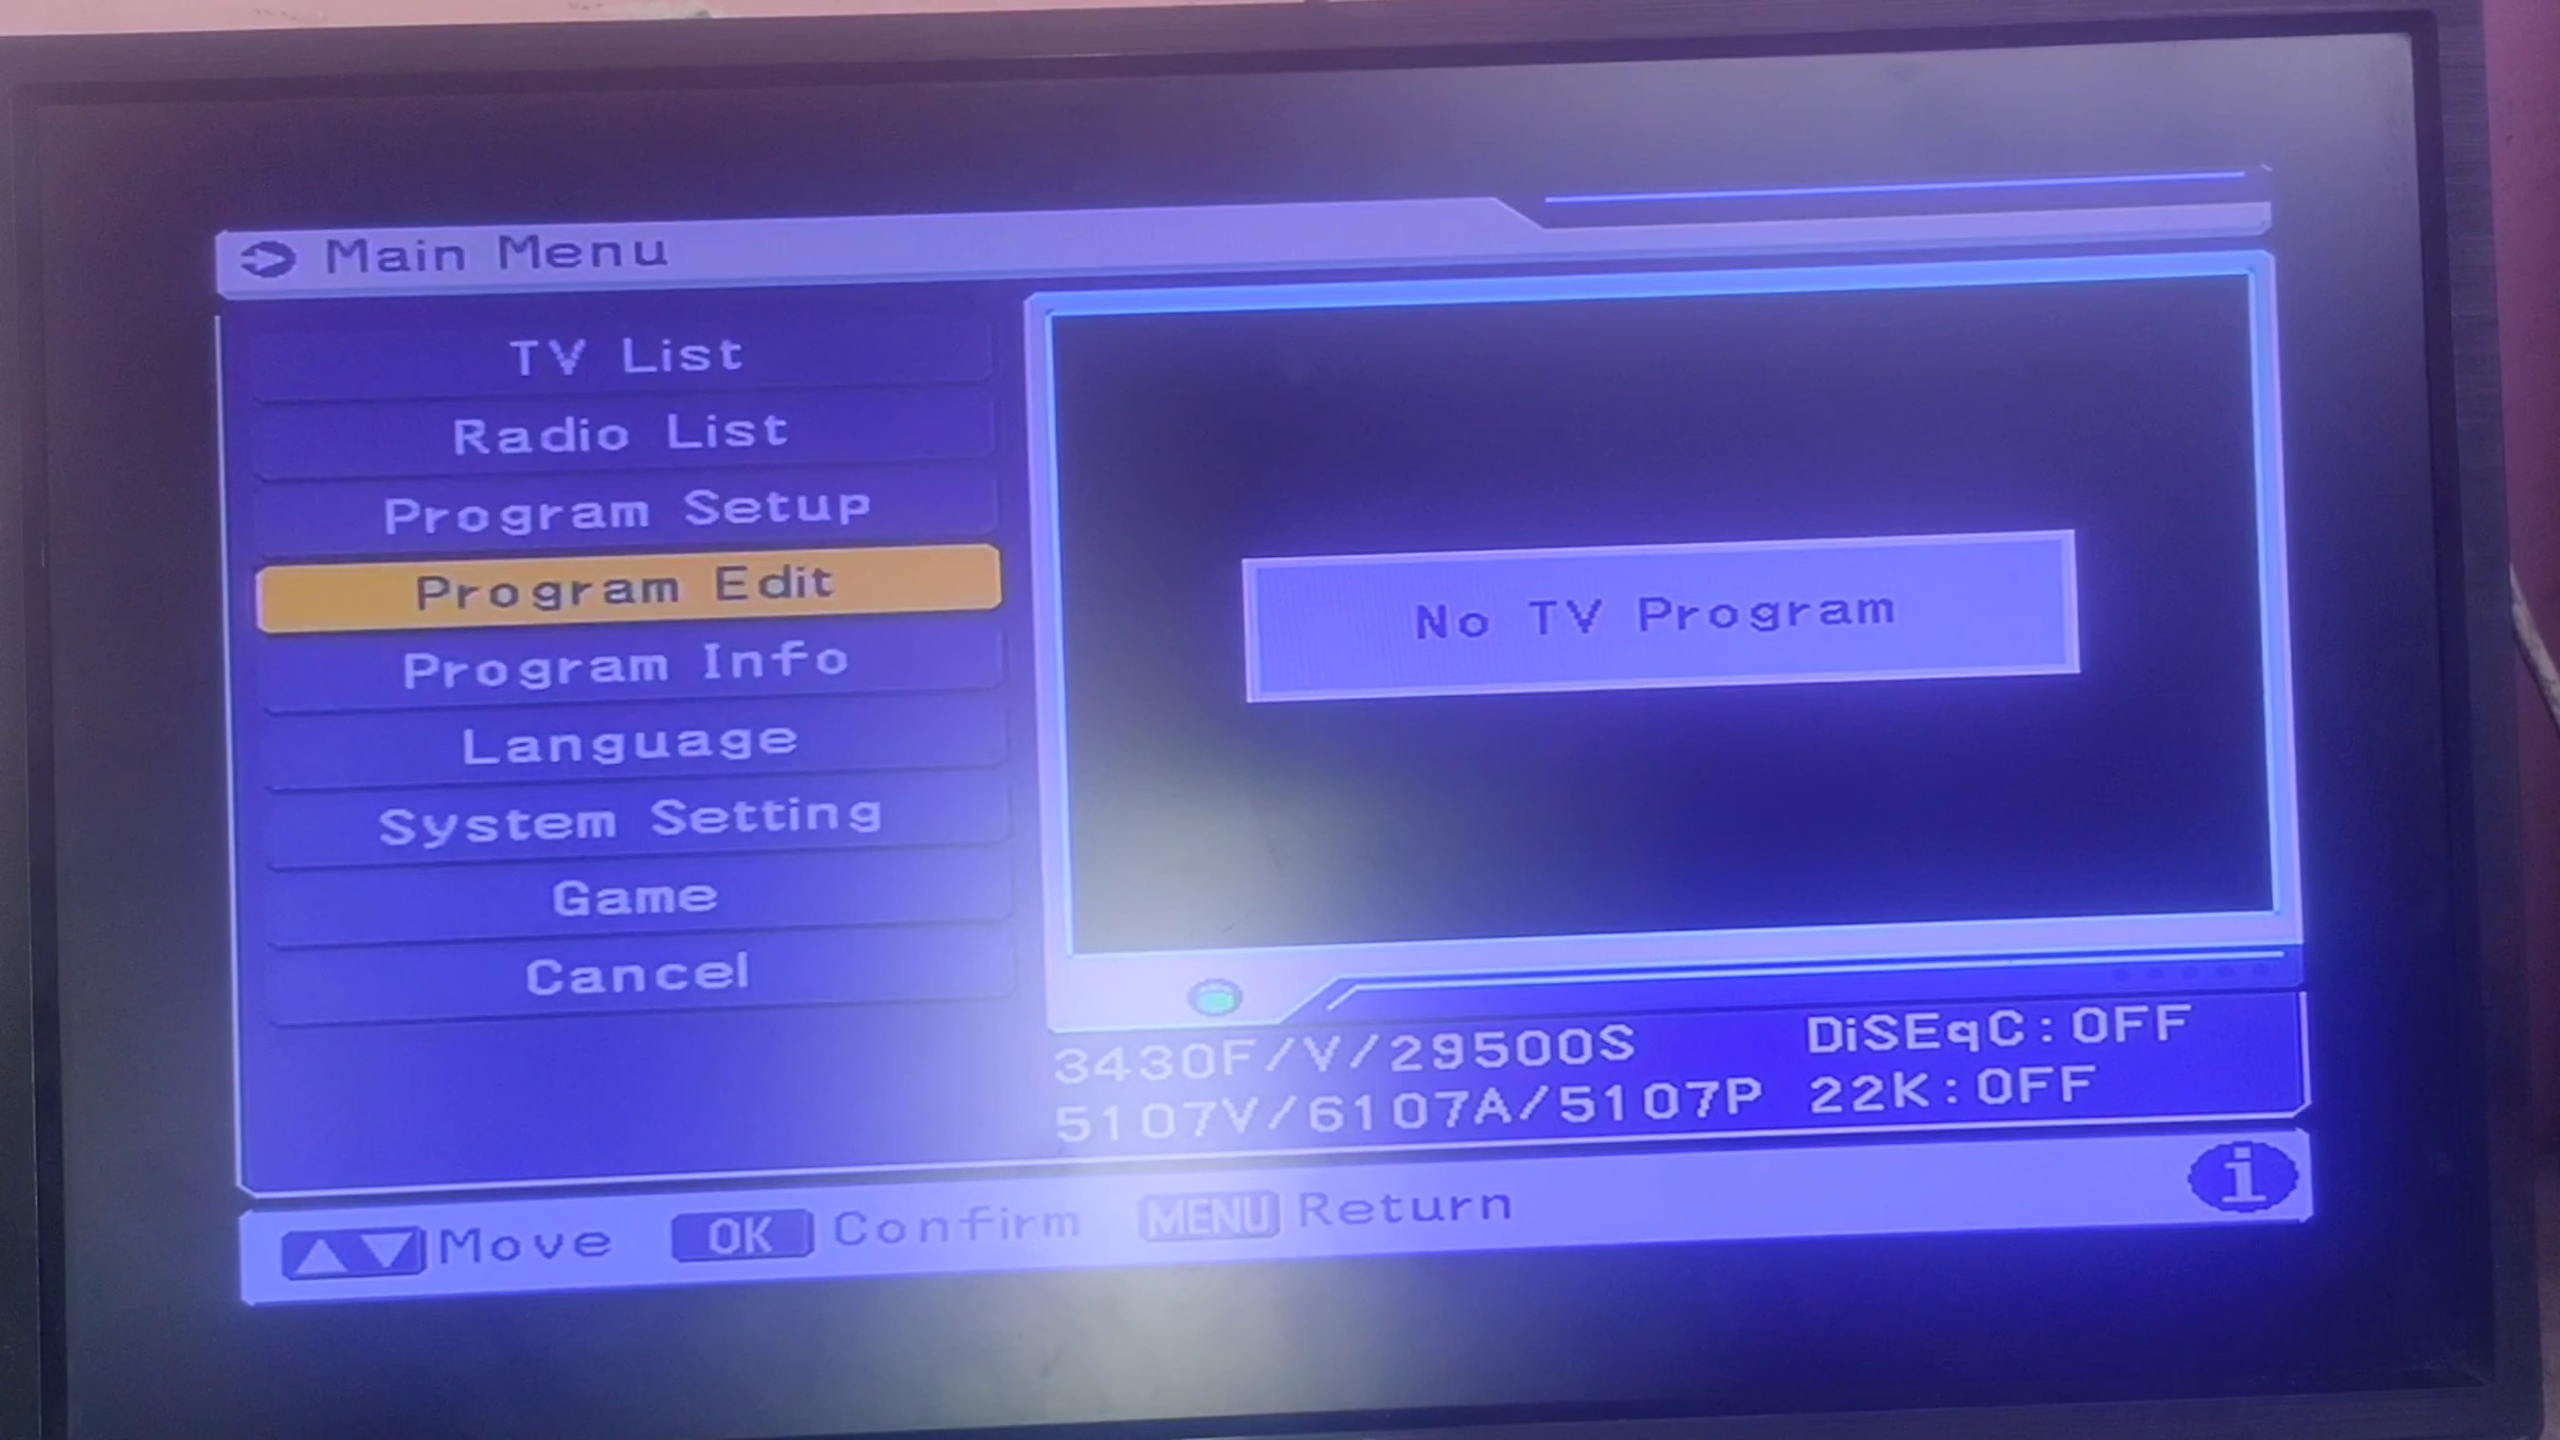 Main Menu
TV List
Radio List
Program Setup
Program Edit
Program Info
Language
System Setting
Game
Cancel
No TV Program
3430F/V/29500S DiSEqC:OFF
5107V/6107A/5107P 22K:OFF
Move OK Confirm MENU Return i